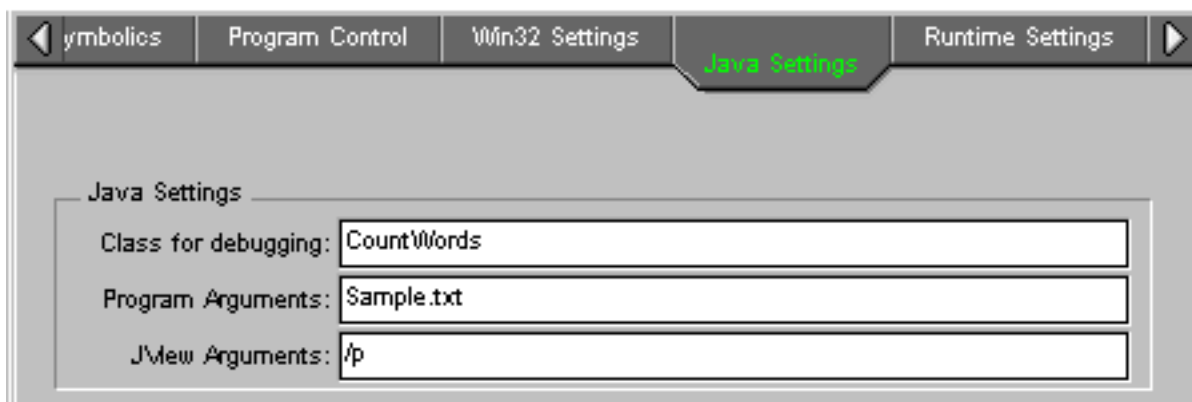 ymbolics Program Control Win32 Settings Java Settings Runtime Settings
Java Settings
Class for debugging: CountWords
Program Arguments: Sample.txt
JView Arguments: /p